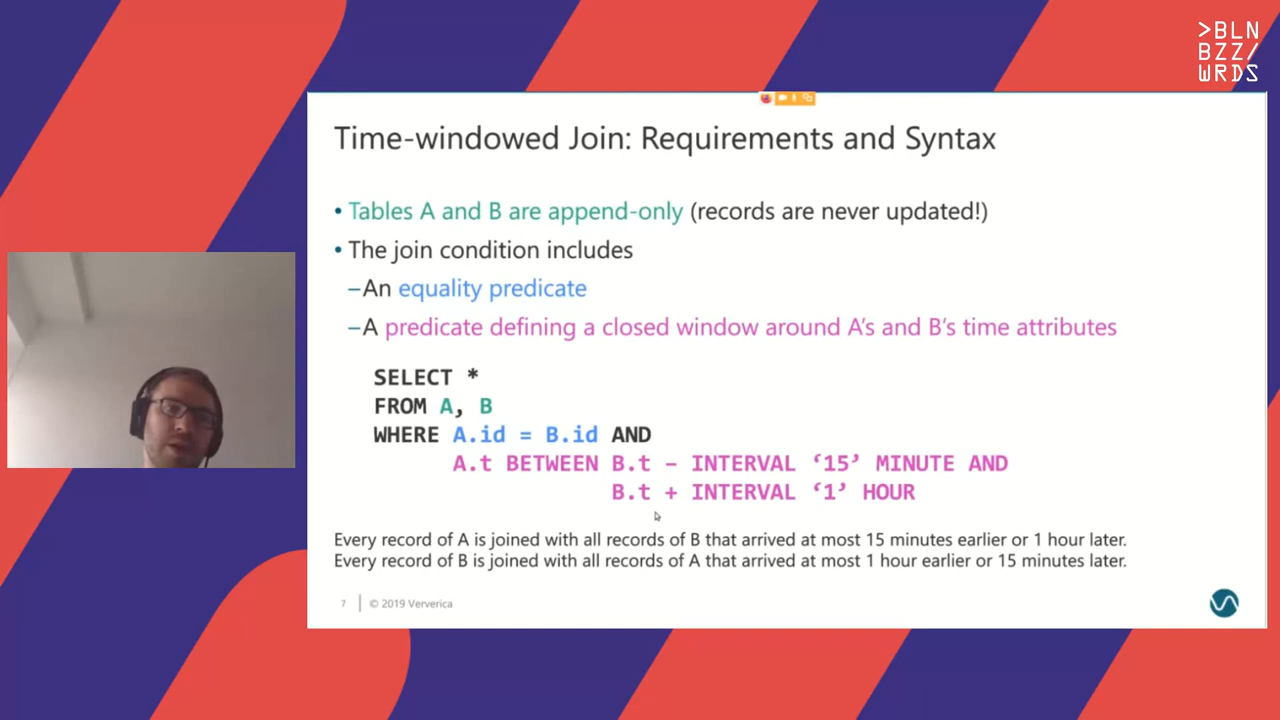 >BLN
BZZ/
WRDS
Time-windowed Join: Requirements and Syntax
• Tables A and B are append-only (records are never updated!)
• The join condition includes
–An equality predicate
–A predicate defining a closed window around A's and B's time attributes
SELECT *
FROM A, B
WHERE A.id = B.id AND
A.t BETWEEN B.t – INTERVAL ‘15’ MINUTE AND
B.t + INTERVAL ‘1’ HOUR
Every record of A is joined with all records of B that arrived at most 15 minutes earlier or 1 hour later.
Every record of B is joined with all records of A that arrived at most 1 hour earlier or 15 minutes later.
7 | © 2019 Ververica